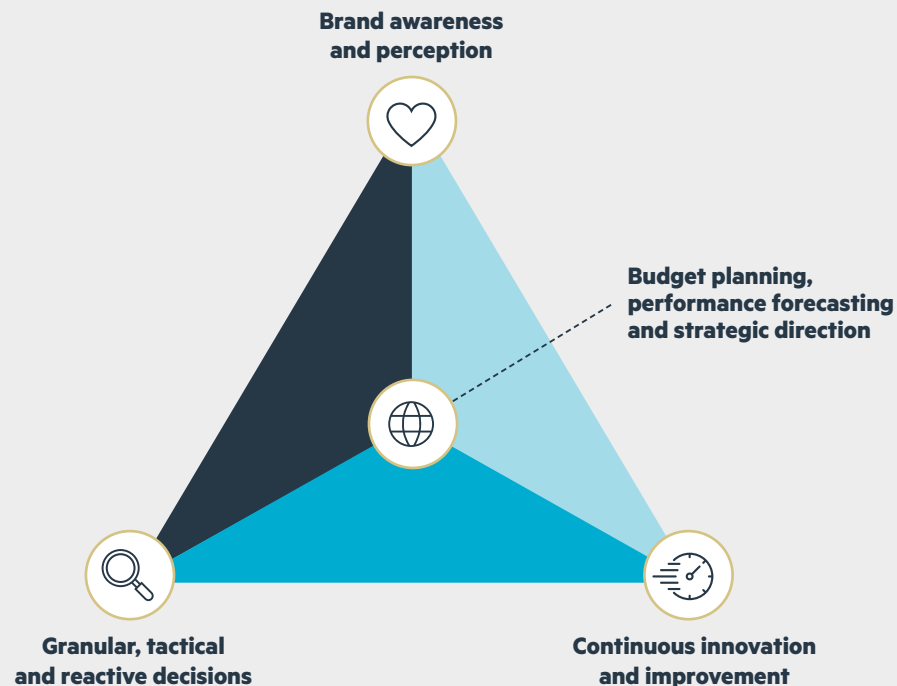 Brand awareness
and perception
Budget planning,
performance forecasting
and strategic direction
Granular, tactical
and reactive decisions
Continuous innovation
and improvement